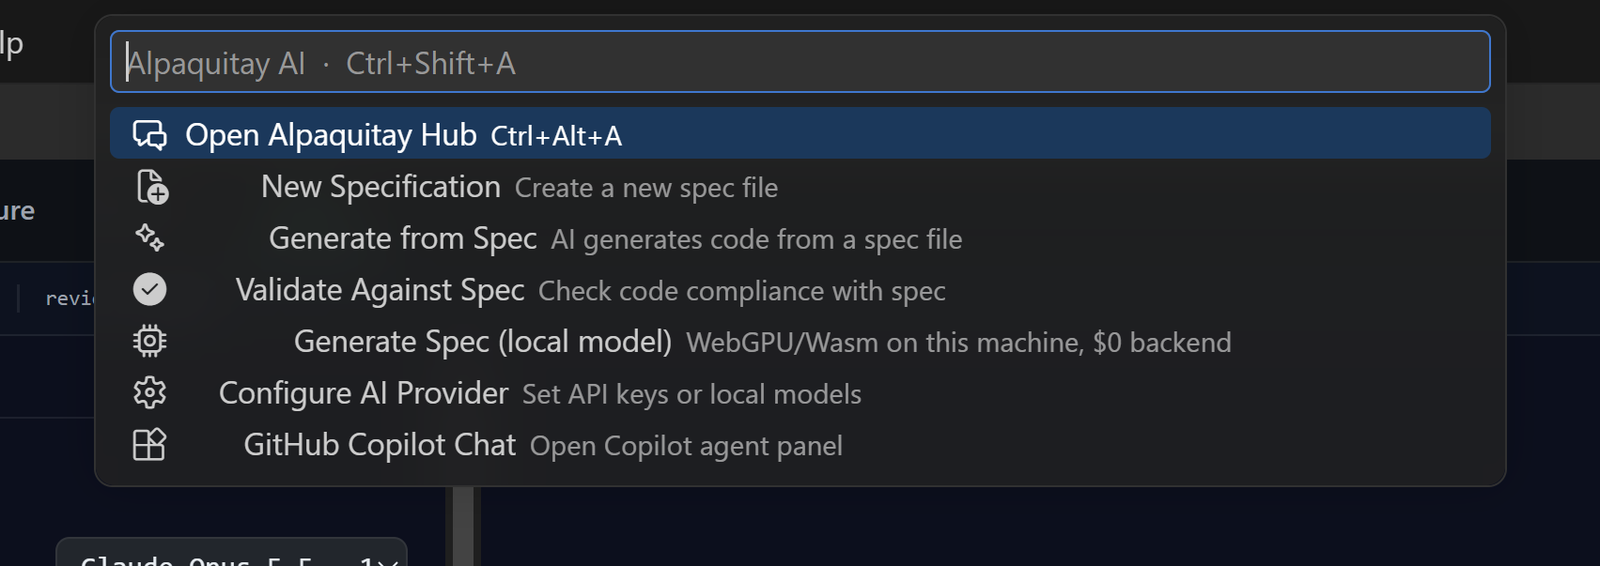 lp
Alpaquitay AI · Ctrl+Shift+A
Open Alpaquitay Hub Ctrl+Alt+A
New Specification Create a new spec file
ure
Generate from Spec AI generates code from a spec file
Validate Against Spec Check code compliance with spec
revi
Generate Spec (local model) WebGPU/Wasm on this machine, $0 backend
Configure AI Provider Set API keys or local models
GitHub Copilot Chat Open Copilot agent panel
Claude Opus